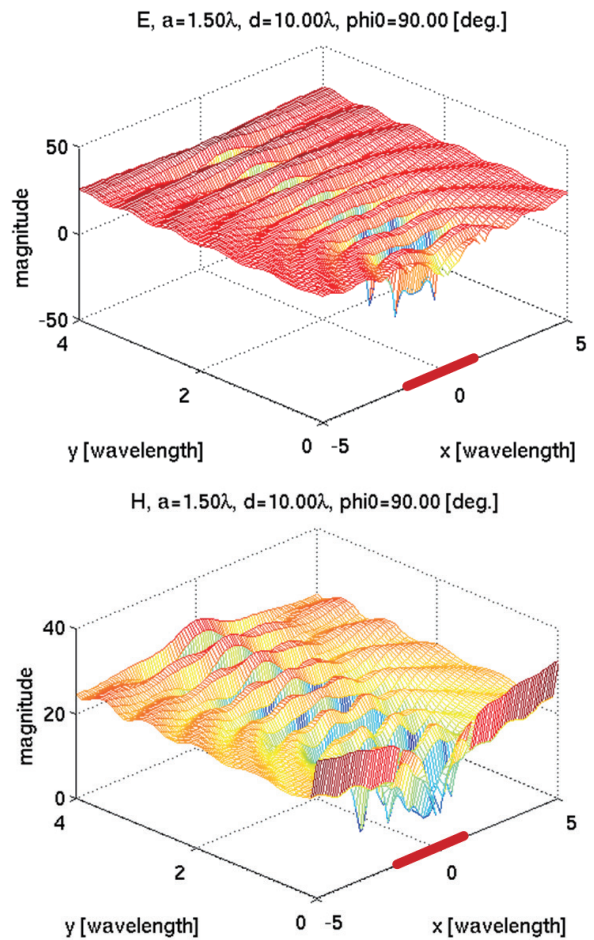 E, a=1.50λ, d=10.00λ, phi0=90.00 [deg.]
50
0
-50
magnitude
4
2
0
-5
0
5
y [wavelength]
x [wavelength]
H, a=1.50λ, d=10.00λ, phi0=90.00 [deg.]
40
20
0
magnitude
4
2
0
-5
0
5
y [wavelength]
x [wavelength]